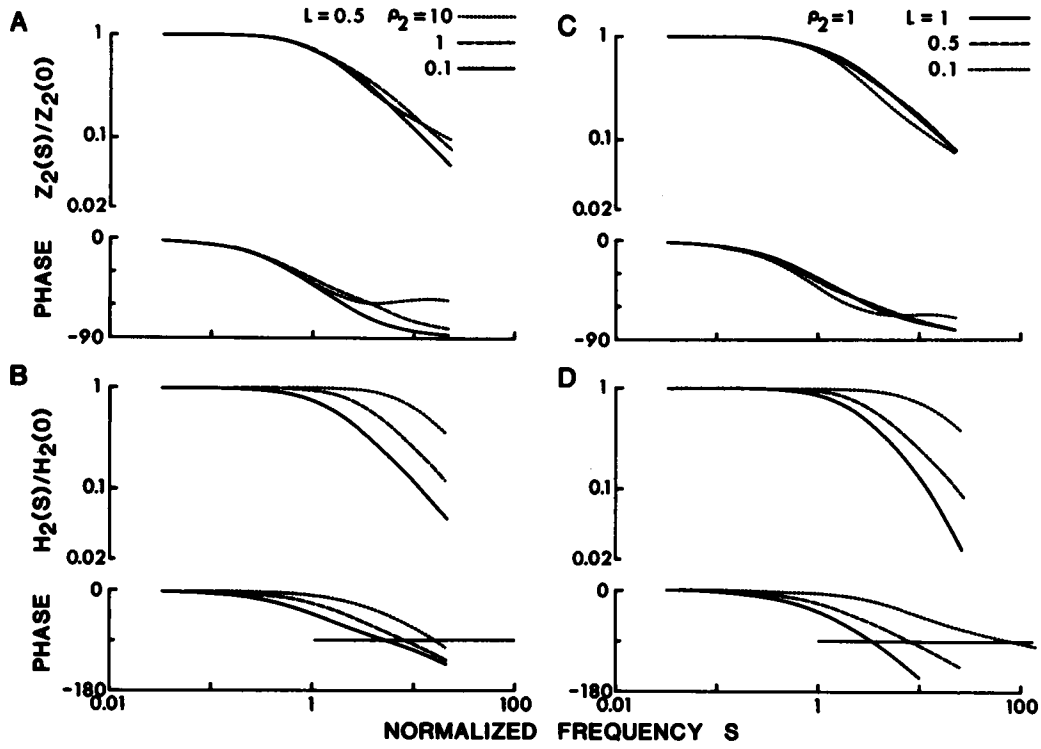 A
L = 0.5 ρ2 = 10
1
0.1
1
0.1
0.02
Z2(S)/Z2(0)
0
-90
PHASE
C
ρ2 = 1 L = 1
0.5
0.1
1
0.1
0.02
0
-90
B
1
0.1
0.02
H2(S)/H2(0)
0
-180
PHASE
0.01
1
100
D
1
0.1
0.02
0
-180
0.01
1
100
NORMALIZED FREQUENCY S